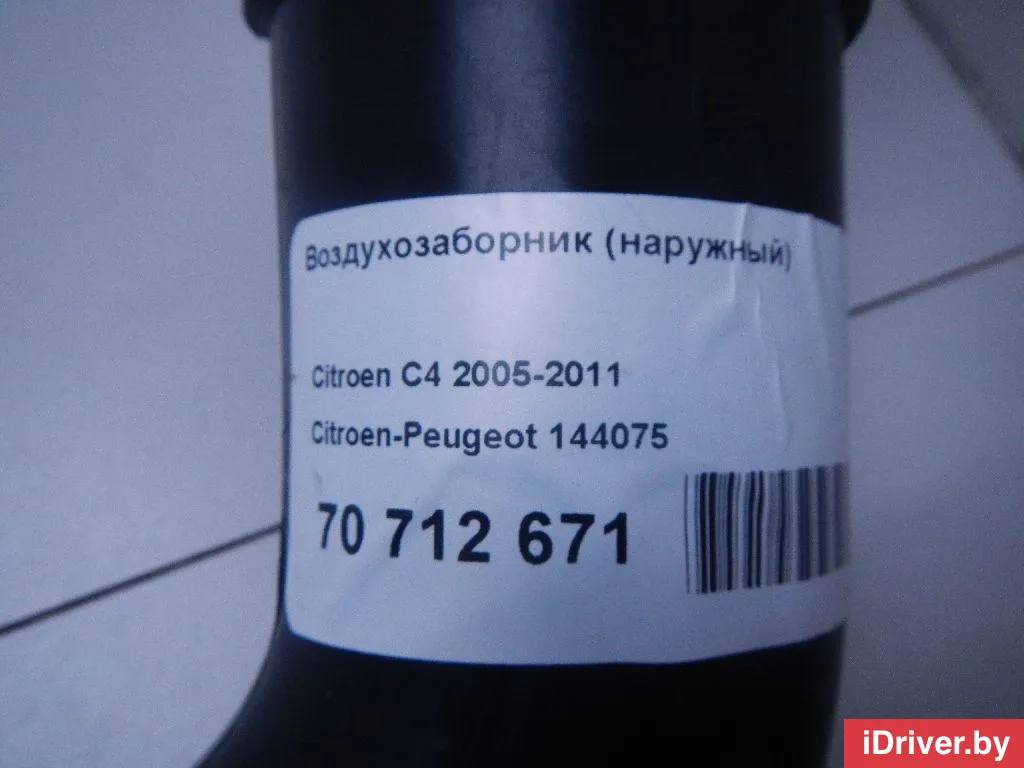 Воздухозаборник (наружный)
Citroen C4 2005-2011
Citroen-Peugeot 144075
70 712 671
iDriver.by